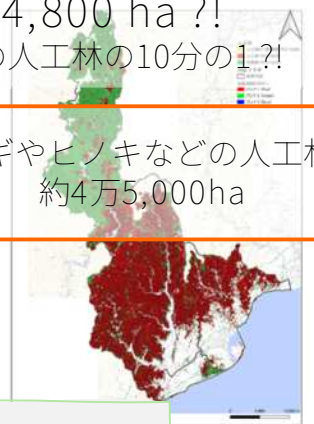 4,800 ha ?!
の人工林の10分の1 ?!
ギやヒノキなどの人工林
約4万5,000ha